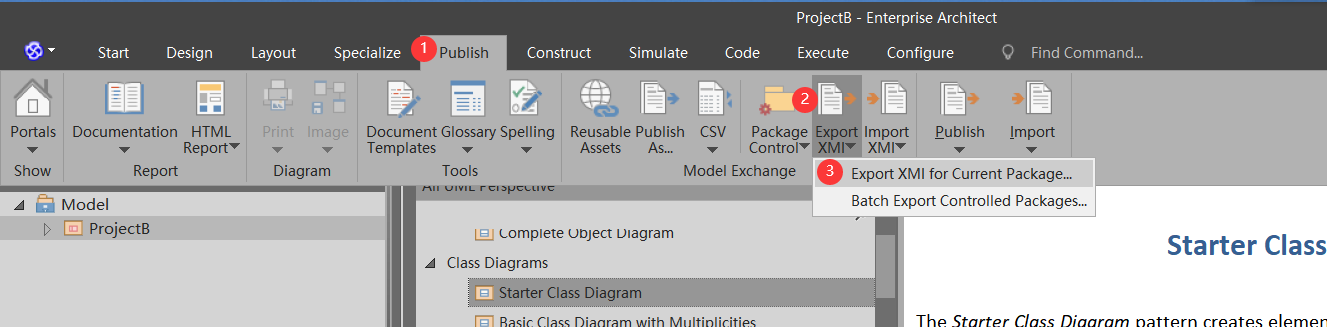 ProjectB - Enterprise Architect
Start Design Layout Specialize 1 Publish Construct Simulate Code Execute Configure Find Command...
Portals Documentation HTML Report Print Image Document Templates Glossary Spelling Reusable Assets Publish As... CSV 2 Package Control Export XMI Import XMI Publish Import
Show Report Diagram Tools Model Exchange
3 Export XMI for Current Package...
Batch Export Controlled Packages...
All UML Perspective
Model
ProjectB
Complete Object Diagram
Class Diagrams
Starter Class Diagram
Basic Class Diagram with Multiplicities
Starter Class
The Starter Class Diagram pattern creates elemen